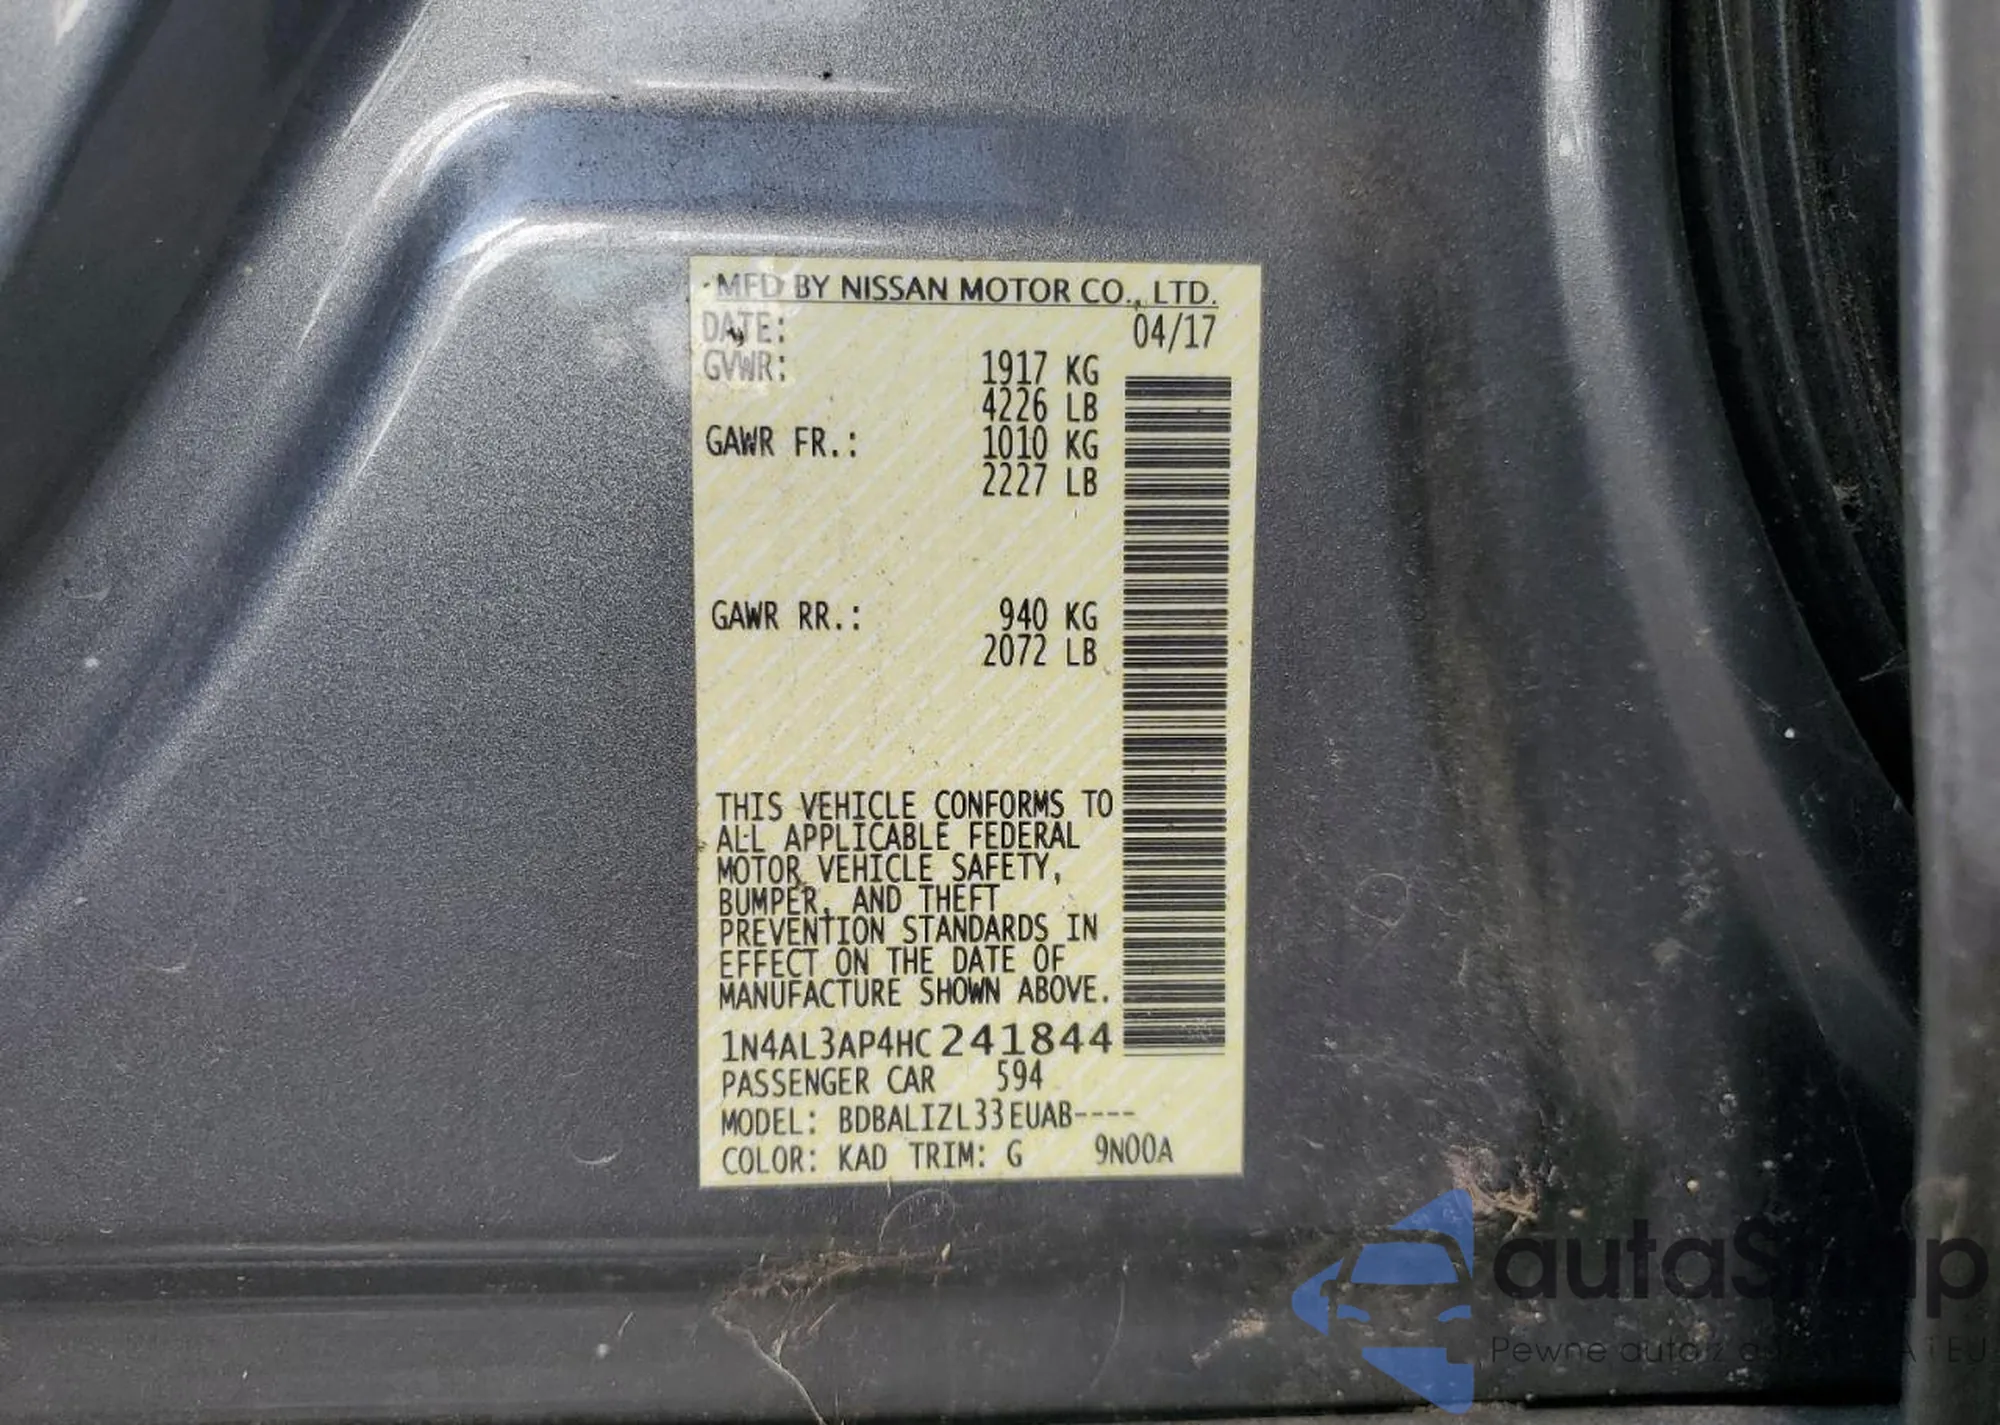 MFD BY NISSAN MOTOR CO., LTD.
DATE: 04/17
GVWR: 1917 KG
4226 LB
GAWR FR.: 1010 KG
2227 LB
GAWR RR.: 940 KG
2072 LB
THIS VEHICLE CONFORMS TO
ALL APPLICABLE FEDERAL
MOTOR VEHICLE SAFETY,
BUMPER, AND THEFT
PREVENTION STANDARDS IN
EFFECT ON THE DATE OF
MANUFACTURE SHOWN ABOVE.
1N4AL3AP4HC241844
PASSENGER CAR 594
MODEL: BDBALIZL33EUAB----
COLOR: KAD TRIM: G 9N00A
autaSnap
Pewne auto z